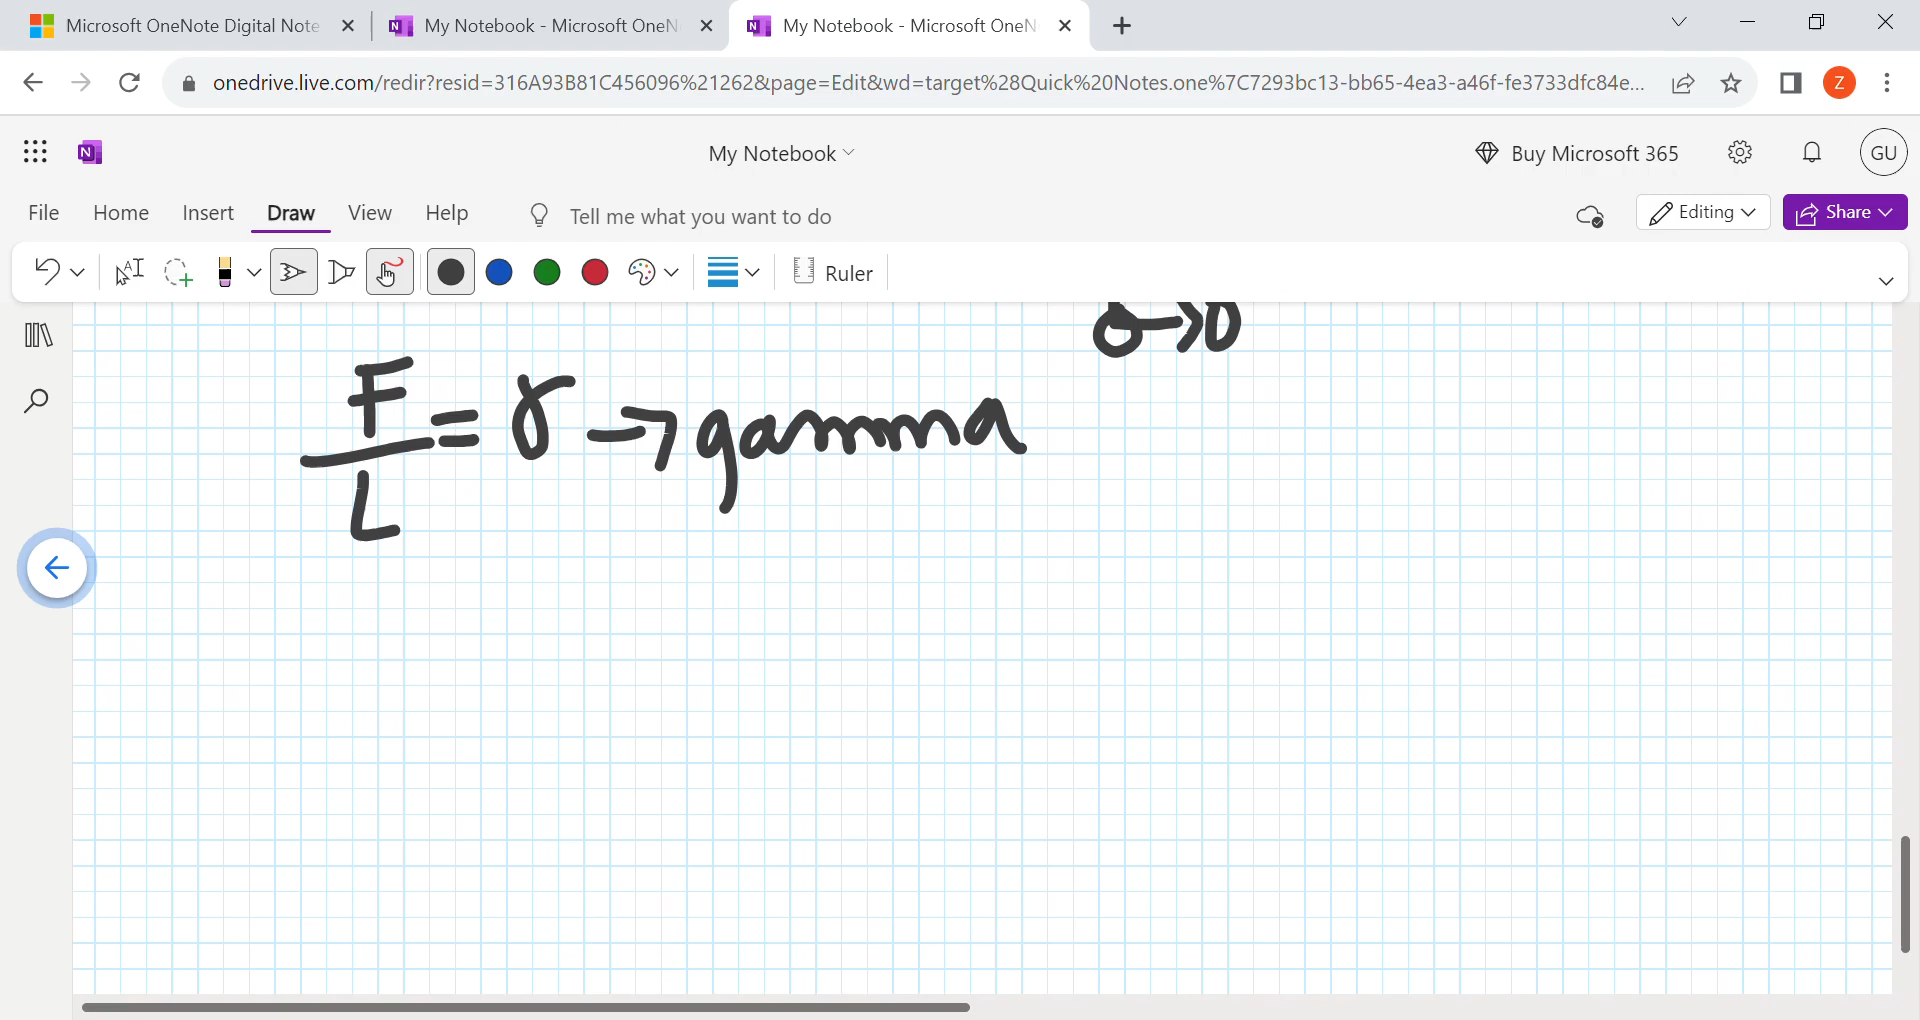 Microsoft OneNote Digital Note
My Notebook - Microsoft OneN
My Notebook - Microsoft OneN
onedrive.live.com/redir?resid=316A93B81C456096%21262&page=Edit&wd=target%28Quick%20Notes.one%7C7293bc13-bb65-4ea3-a46f-fe3733dfc84e...
Z
N
My Notebook
Buy Microsoft 365
GU
File Home Insert Draw View Help Tell me what you want to do
Editing Share
Ruler
F
= γ → gamma
L